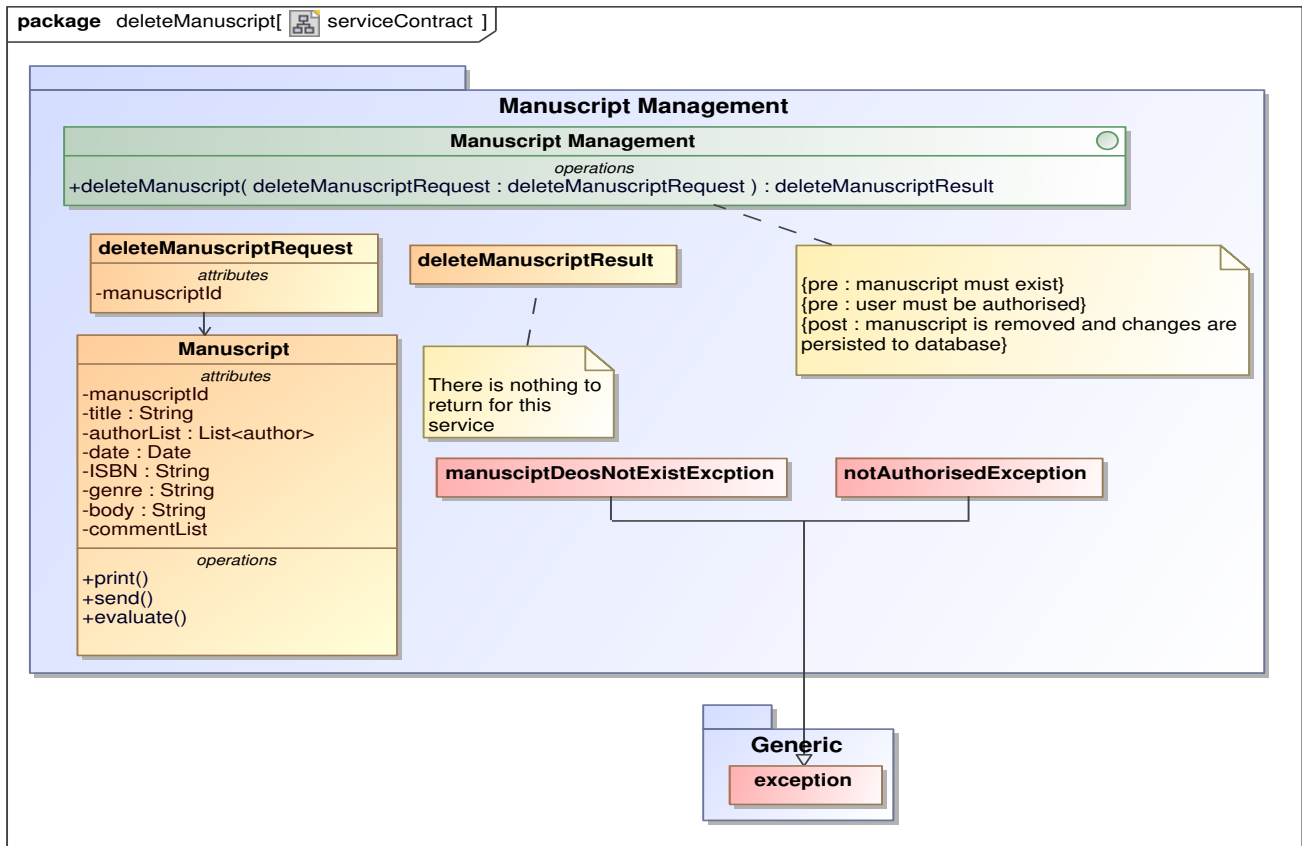 package deleteManuscript[ serviceContract ]
Manuscript Management
Manuscript Management
operations
+deleteManuscript( deleteManuscriptRequest : deleteManuscriptRequest ) : deleteManuscriptResult
deleteManuscriptRequest
attributes
-manuscriptId
deleteManuscriptResult
{pre : manuscript must exist}
{pre : user must be authorised}
{post : manuscript is removed and changes are
persisted to database}
Manuscript
attributes
-manuscriptId
-title : String
-authorList : List<author>
-date : Date
-ISBN : String
-genre : String
-body : String
-commentList
operations
+print()
+send()
+evaluate()
There is nothing to
return for this
service
manusciptDeosNotExistExcption
notAuthorisedException
Generic
exception